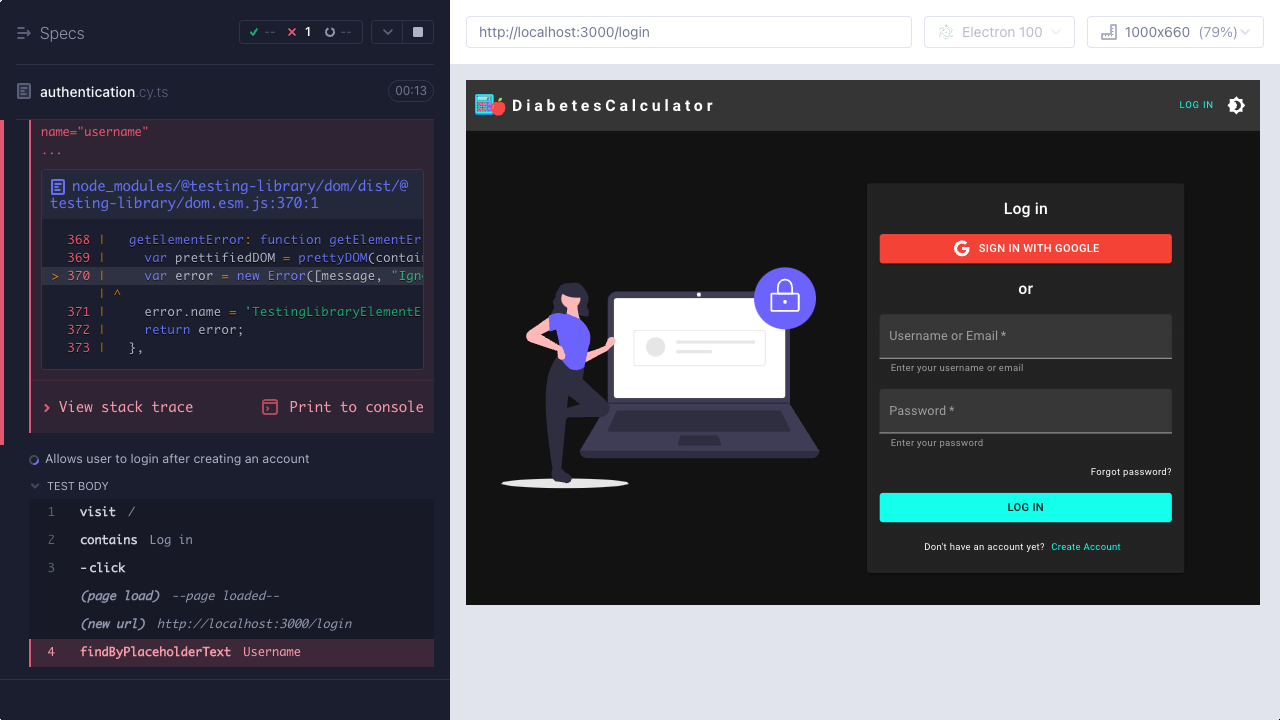 Specs
-- 1 --
authentication.cy.ts 00:13
name="username"
...
node_modules/@testing-library/dom/dist/@
testing-library/dom.esm.js:370:1
368 | getElementError: function getElementEr
369 | var prettifiedDOM = prettyDOM(contai
> 370 | var error = new Error([message, "Ign
| ^
371 | error.name = 'TestingLibraryElementE
372 | return error;
373 | },
View stack trace Print to console
Allows user to login after creating an account
TEST BODY
1 visit /
2 contains Log in
3 -click
(page load) --page loaded--
(new url) http://localhost:3000/login
4 findByPlaceholderText Username
http://localhost:3000/login Electron 100 1000x660 (79%)
DiabetesCalculator LOG IN
Log in
SIGN IN WITH GOOGLE
or
Username or Email *
Enter your username or email
Password *
Enter your password
Forgot password?
LOG IN
Don't have an account yet? Create Account